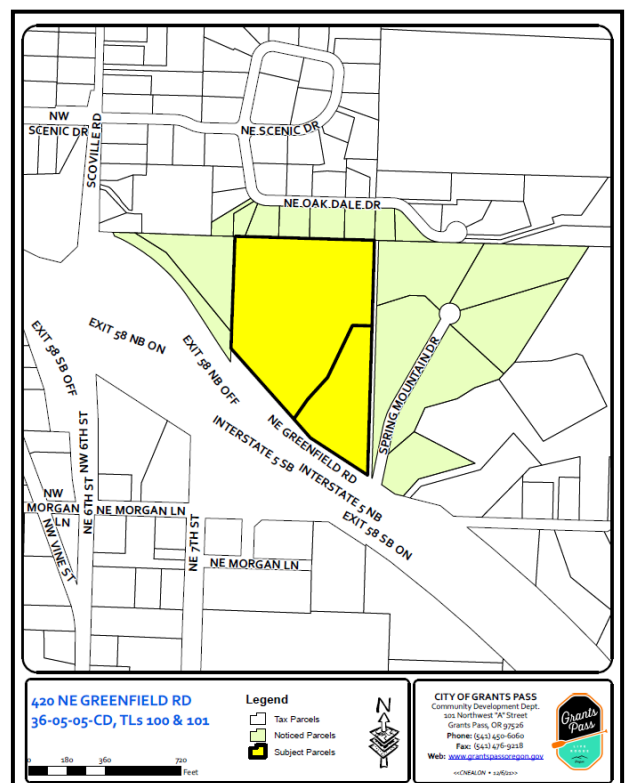 NW
SCENIC DR
SCOVILLE RD
NE SCENIC DR
NE OAK DALE DR
EXIT 58 SB OFF
EXIT 58 NB ON
EXIT 58 NB OFF
SPRING MOUNTAIN DR
NE GREENFIELD RD
INTERSTATE 5 SB
INTERSTATE 5 NB
EXIT 58 SB ON
NW 6TH ST
NE 6TH ST
NW
MORGAN
LN
NE MORGAN LN
NW VINE ST
NE 7TH ST
NE MORGAN LN
420 NE GREENFIELD RD
36-05-05-CD, TLs 100 & 101
0 180 360 720
Feet
Legend
Tax Parcels
Noticed Parcels
Subject Parcels
N
CITY OF GRANTS PASS
Community Development Dept.
101 Northwest "A" Street
Grants Pass, OR 97526
Phone: (541) 450-6060
Fax: (541) 476-9218
Web: www.grantspassoregon.gov
<<CNEALON • 12/6/21>>
Grants
Pass